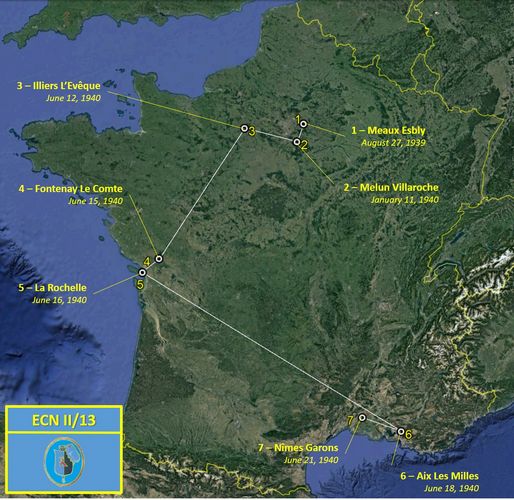 3 – Illiers L'Evêque
June 12, 1940
1
3
2
1 – Meaux Esbly
August 27, 1939
2 – Melun Villaroche
January 11, 1940
4 – Fontenay Le Comte
June 15, 1940
4
5
5 – La Rochelle
June 16, 1940
7
6
ECN II/13
7 – Nîmes Garons
June 21, 1940
6 – Aix Les Milles
June 18, 1940